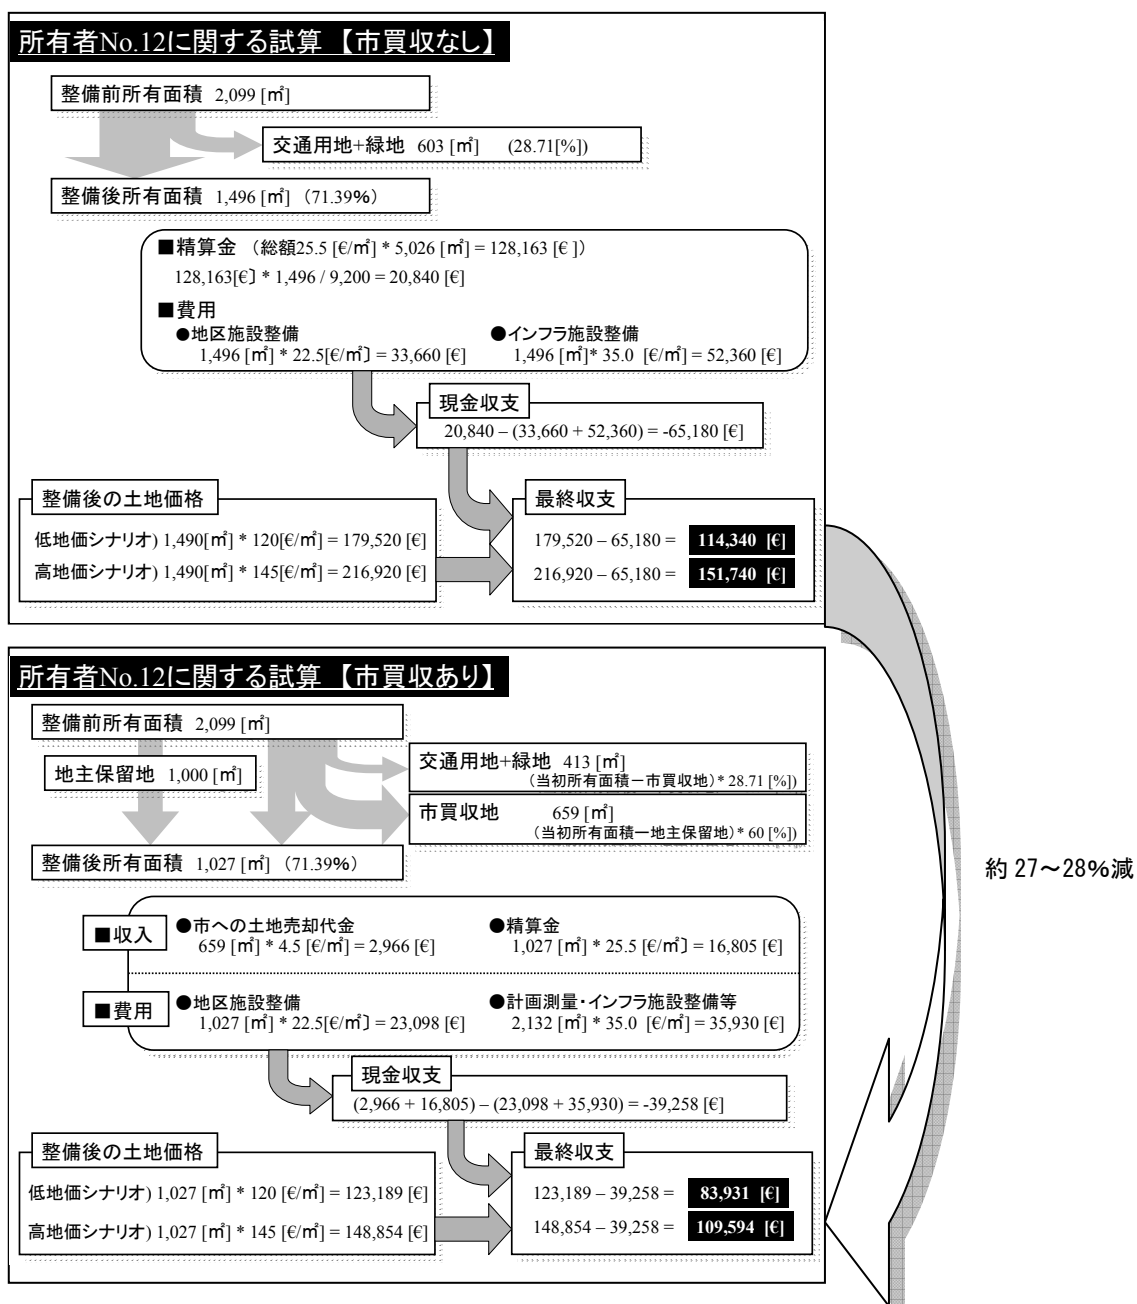 所有者No.12に関する試算 【市買収なし】
整備前所有面積 2,099 [㎡]
交通用地+緑地 603 [㎡] (28.71[%])
整備後所有面積 1,496 [㎡] (71.39%)
■精算金 （総額25.5 [€/㎡] * 5,026 [㎡] = 128,163 [€ ]）
128,163[€] * 1,496 / 9,200 = 20,840 [€]
■費用
●地区施設整備
1,496 [㎡] * 22.5[€/㎡] = 33,660 [€]
●インフラ施設整備
1,496 [㎡]* 35.0 [€/㎡] = 52,360 [€]
現金収支
20,840 – (33,660 + 52,360) = -65,180 [€]
整備後の土地価格
低地価シナリオ) 1,490[㎡] * 120[€/㎡] = 179,520 [€]
高地価シナリオ) 1,490[㎡] * 145[€/㎡] = 216,920 [€]
最終収支
179,520 – 65,180 = 114,340 [€]
216,920 – 65,180 = 151,740 [€]
所有者No.12に関する試算 【市買収あり】
整備前所有面積 2,099 [㎡]
地主保留地 1,000 [㎡]
交通用地+緑地 413 [㎡]
(当初所有面積－市買収地)* 28.71 [%])
市買収地 659 [㎡]
(当初所有面積－地主保留地)* 60 [%])
整備後所有面積 1,027 [㎡] (71.39%)
■収入
●市への土地売却代金
659 [㎡] * 4.5 [€/㎡] = 2,966 [€]
●精算金
1,027 [㎡] * 25.5 [€/㎡] = 16,805 [€]
■費用
●地区施設整備
1,027 [㎡] * 22.5[€/㎡] = 23,098 [€]
●計画測量・インフラ施設整備等
2,132 [㎡] * 35.0 [€/㎡] = 35,930 [€]
現金収支
(2,966 + 16,805) – (23,098 + 35,930) = -39,258 [€]
整備後の土地価格
低地価シナリオ) 1,027 [㎡] * 120 [€/㎡] = 123,189 [€]
高地価シナリオ) 1,027 [㎡] * 145 [€/㎡] = 148,854 [€]
最終収支
123,189 – 39,258 = 83,931 [€]
148,854 – 39,258 = 109,594 [€]
約 27～28%減